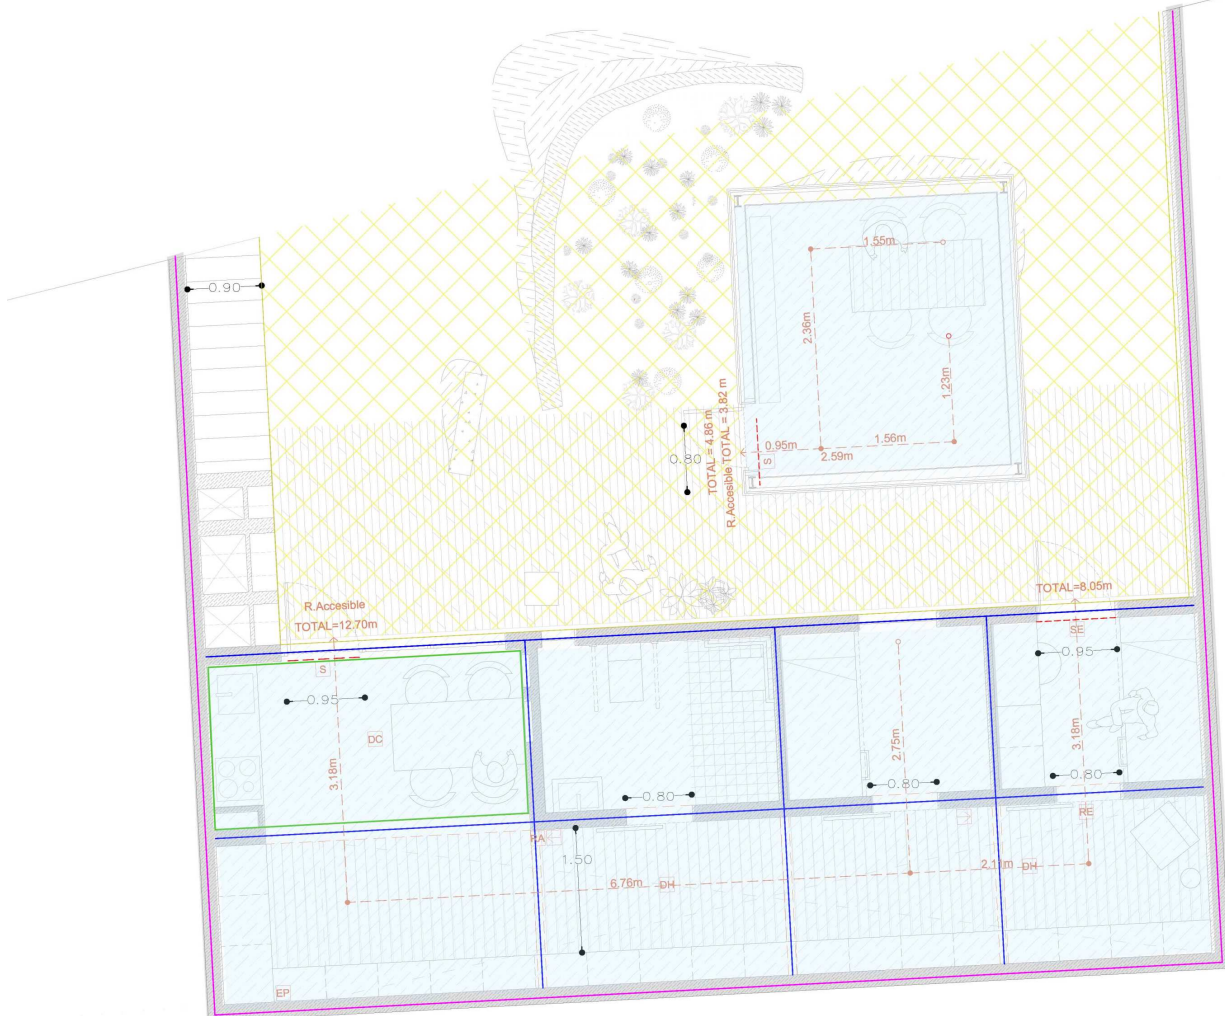 1.55m
0.90
2.36m
1.23m
TOTAL = 4.86 m
R.Accesible TOTAL = 3.82 m
0.80
0.95m
S
1.56m
2.59m
R.Accesible
TOTAL=12.70m
TOTAL=8.05m
S
SE
0.95
0.95
DC
3.18m
2.75m
3.18m
0.80
0.80
0.80
RE
PA
1.50
6.76m
DH
2.11m
DH
EP